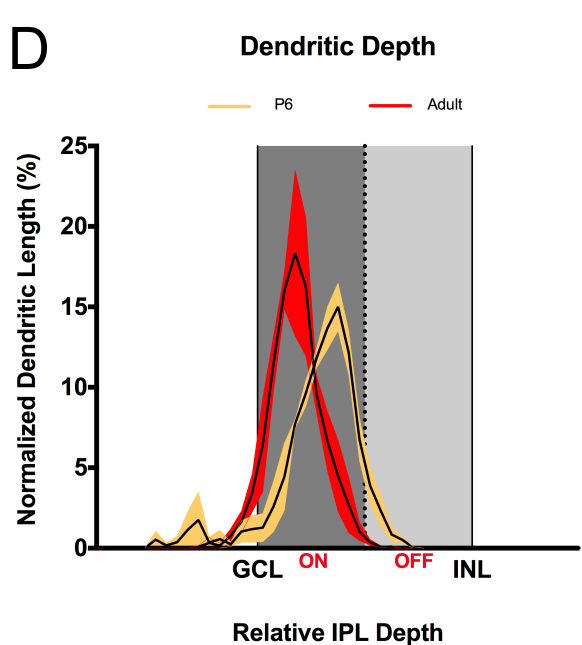 D
Dendritic Depth
P6 Adult
Normalized Dendritic Length (%)
25
20
15
10
5
0
GCL ON OFF INL
Relative IPL Depth